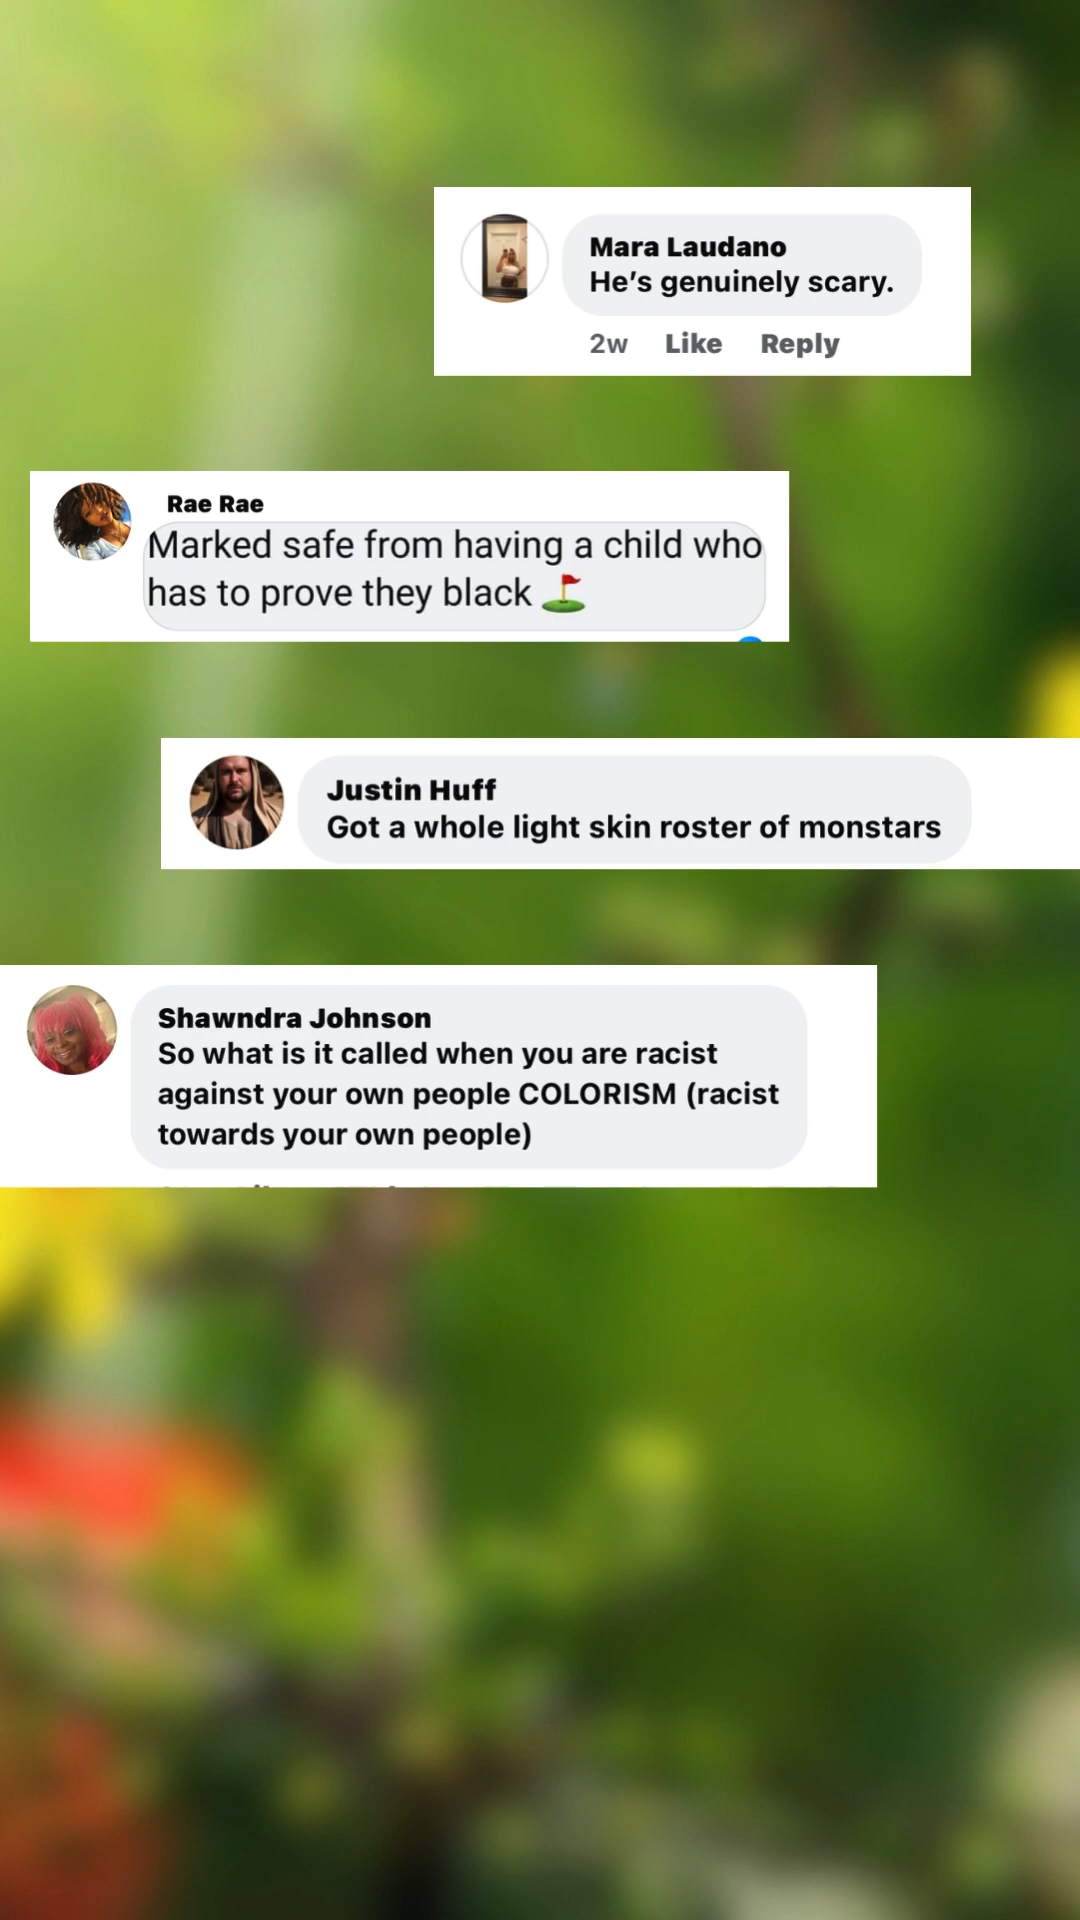 Mara Laudano
He's genuinely scary.
2w Like Reply
Rae Rae
Marked safe from having a child who
has to prove they black ⛳
Justin Huff
Got a whole light skin roster of monstars
Shawndra Johnson
So what is it called when you are racist
against your own people COLORISM (racist
towards your own people)